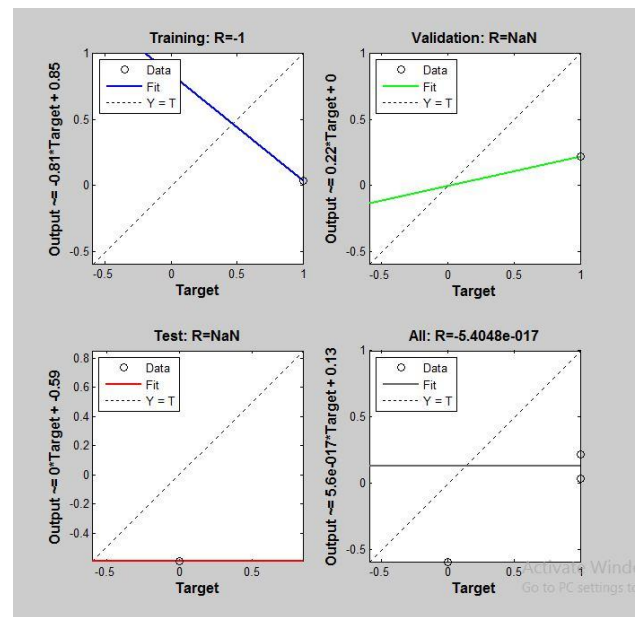 Training: R=-1
Output ~= -0.81*Target + 0.85
1
0.5
0
-0.5
Data
Fit
Y = T
-0.5 0 0.5 1
Target
Validation: R=NaN
Output ~= 0.22*Target + 0
1
0.5
0
-0.5
Data
Fit
Y = T
-0.5 0 0.5 1
Target
Test: R=NaN
Output ~= 0*Target + -0.59
0.8
0.6
0.4
0.2
0
-0.2
-0.4
Data
Fit
Y = T
-0.5 0 0.5
Target
All: R=-5.4048e-017
Output ~= 5.6e-017*Target + 0.13
1
0.5
0
-0.5
Data
Fit
Y = T
-0.5 0 0.5 1
Target
Activate Windo
Go to PC settings to